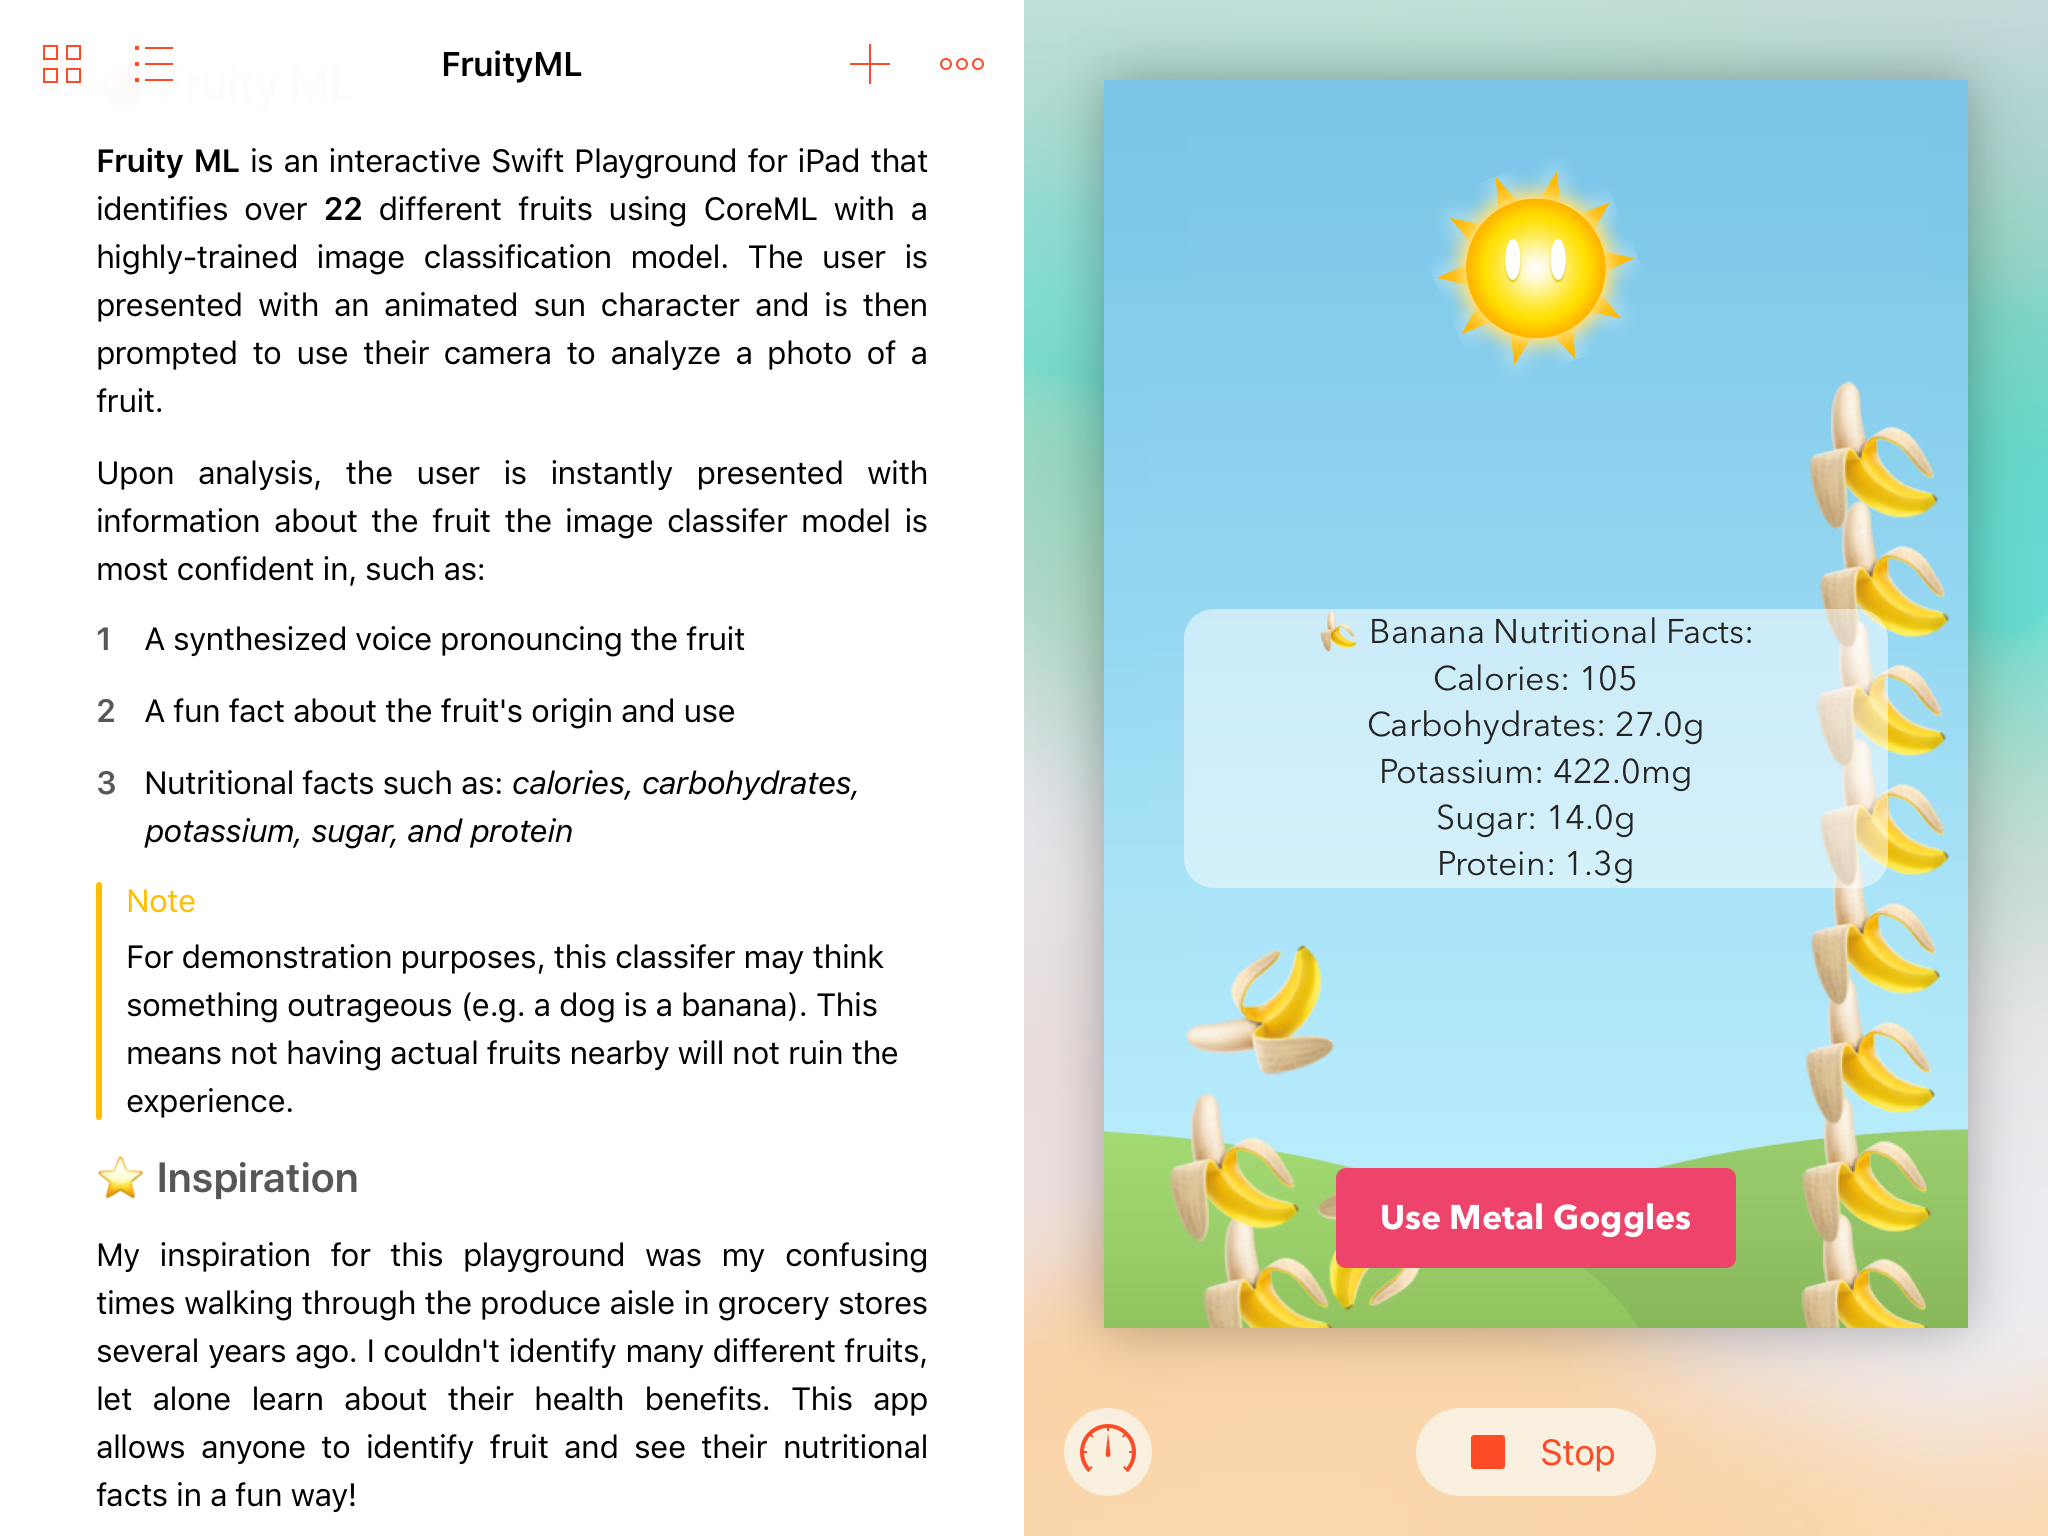 FruityML
Fruity ML
Fruity ML is an interactive Swift Playground for iPad that
identifies over 22 different fruits using CoreML with a
highly-trained image classification model. The user is
presented with an animated sun character and is then
prompted to use their camera to analyze a photo of a
fruit.
Upon analysis, the user is instantly presented with
information about the fruit the image classifer model is
most confident in, such as:
1 A synthesized voice pronouncing the fruit
2 A fun fact about the fruit's origin and use
3 Nutritional facts such as: calories, carbohydrates,
potassium, sugar, and protein
Note
For demonstration purposes, this classifer may think
something outrageous (e.g. a dog is a banana). This
means not having actual fruits nearby will not ruin the
experience.
Inspiration
My inspiration for this playground was my confusing
times walking through the produce aisle in grocery stores
several years ago. I couldn't identify many different fruits,
let alone learn about their health benefits. This app
allows anyone to identify fruit and see their nutritional
facts in a fun way!
Banana Nutritional Facts:
Calories: 105
Carbohydrates: 27.0g
Potassium: 422.0mg
Sugar: 14.0g
Protein: 1.3g
Use Metal Goggles
Stop